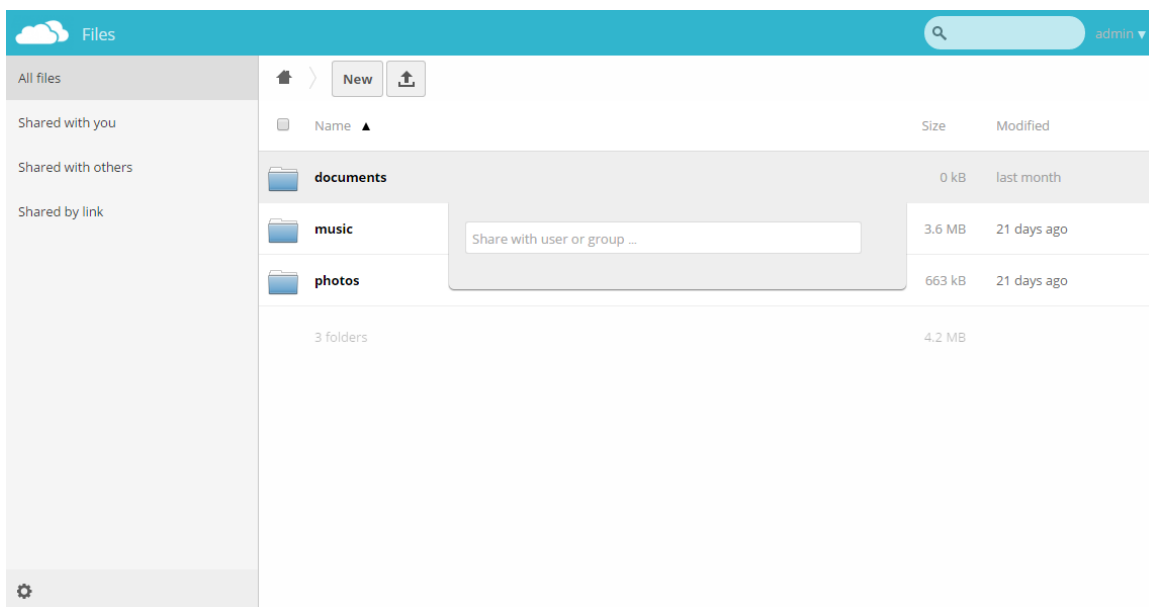 Files
admin ▾
All files
Shared with you
Shared with others
Shared by link
New
Name ▲ Size Modified
documents 0 kB last month
music 3.6 MB 21 days ago
Share with user or group ...
photos 663 kB 21 days ago
3 folders 4.2 MB